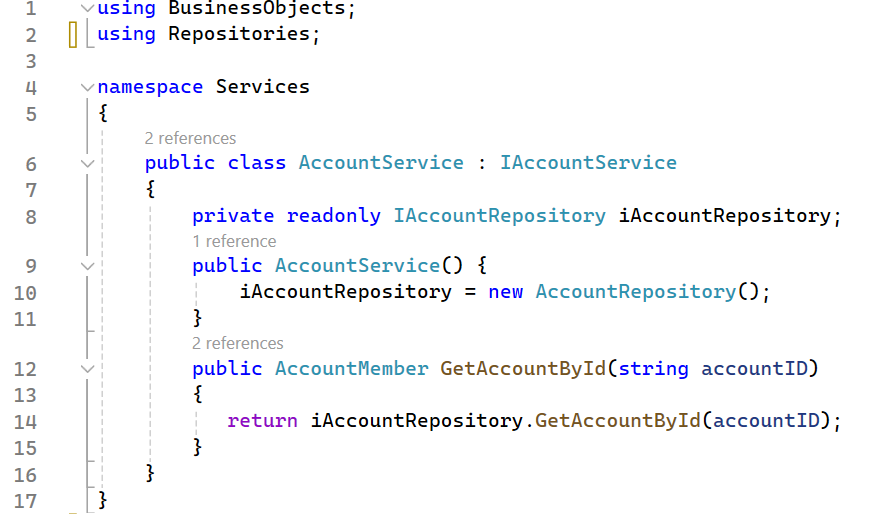 1 using BusinessObjects;
2 using Repositories;
3
4 namespace Services
5 {
2 references
6 public class AccountService : IAccountService
7 {
8 private readonly IAccountRepository iAccountRepository;
1 reference
9 public AccountService() {
10 iAccountRepository = new AccountRepository();
11 }
2 references
12 public AccountMember GetAccountById(string accountID)
13 {
14 return iAccountRepository.GetAccountById(accountID);
15 }
16 }
17 }